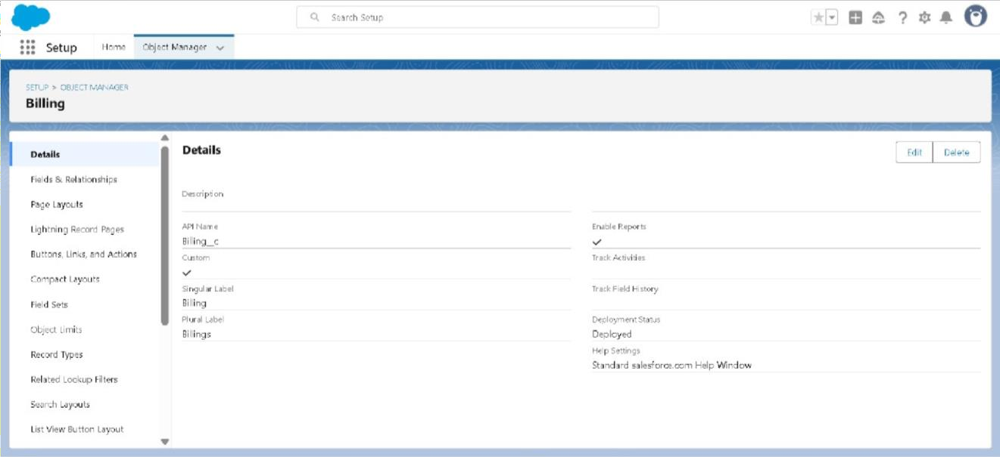 Search Setup
Setup
Home
Object Manager
SETUP > OBJECT MANAGER
Billing
Details
Fields & Relationships
Page Layouts
Lightning Record Pages
Buttons, Links, and Actions
Compact Layouts
Field Sets
Object Limits
Record Types
Related Lookup Filters
Search Layouts
List View Button Layout
Details
Edit
Delete
Description
API Name
Billing__c
Custom
Singular Label
Billing
Plural Label
Billings
Enable Reports
Track Activities
Track Field History
Deployment Status
Deployed
Help Settings
Standard salesforce.com Help Window